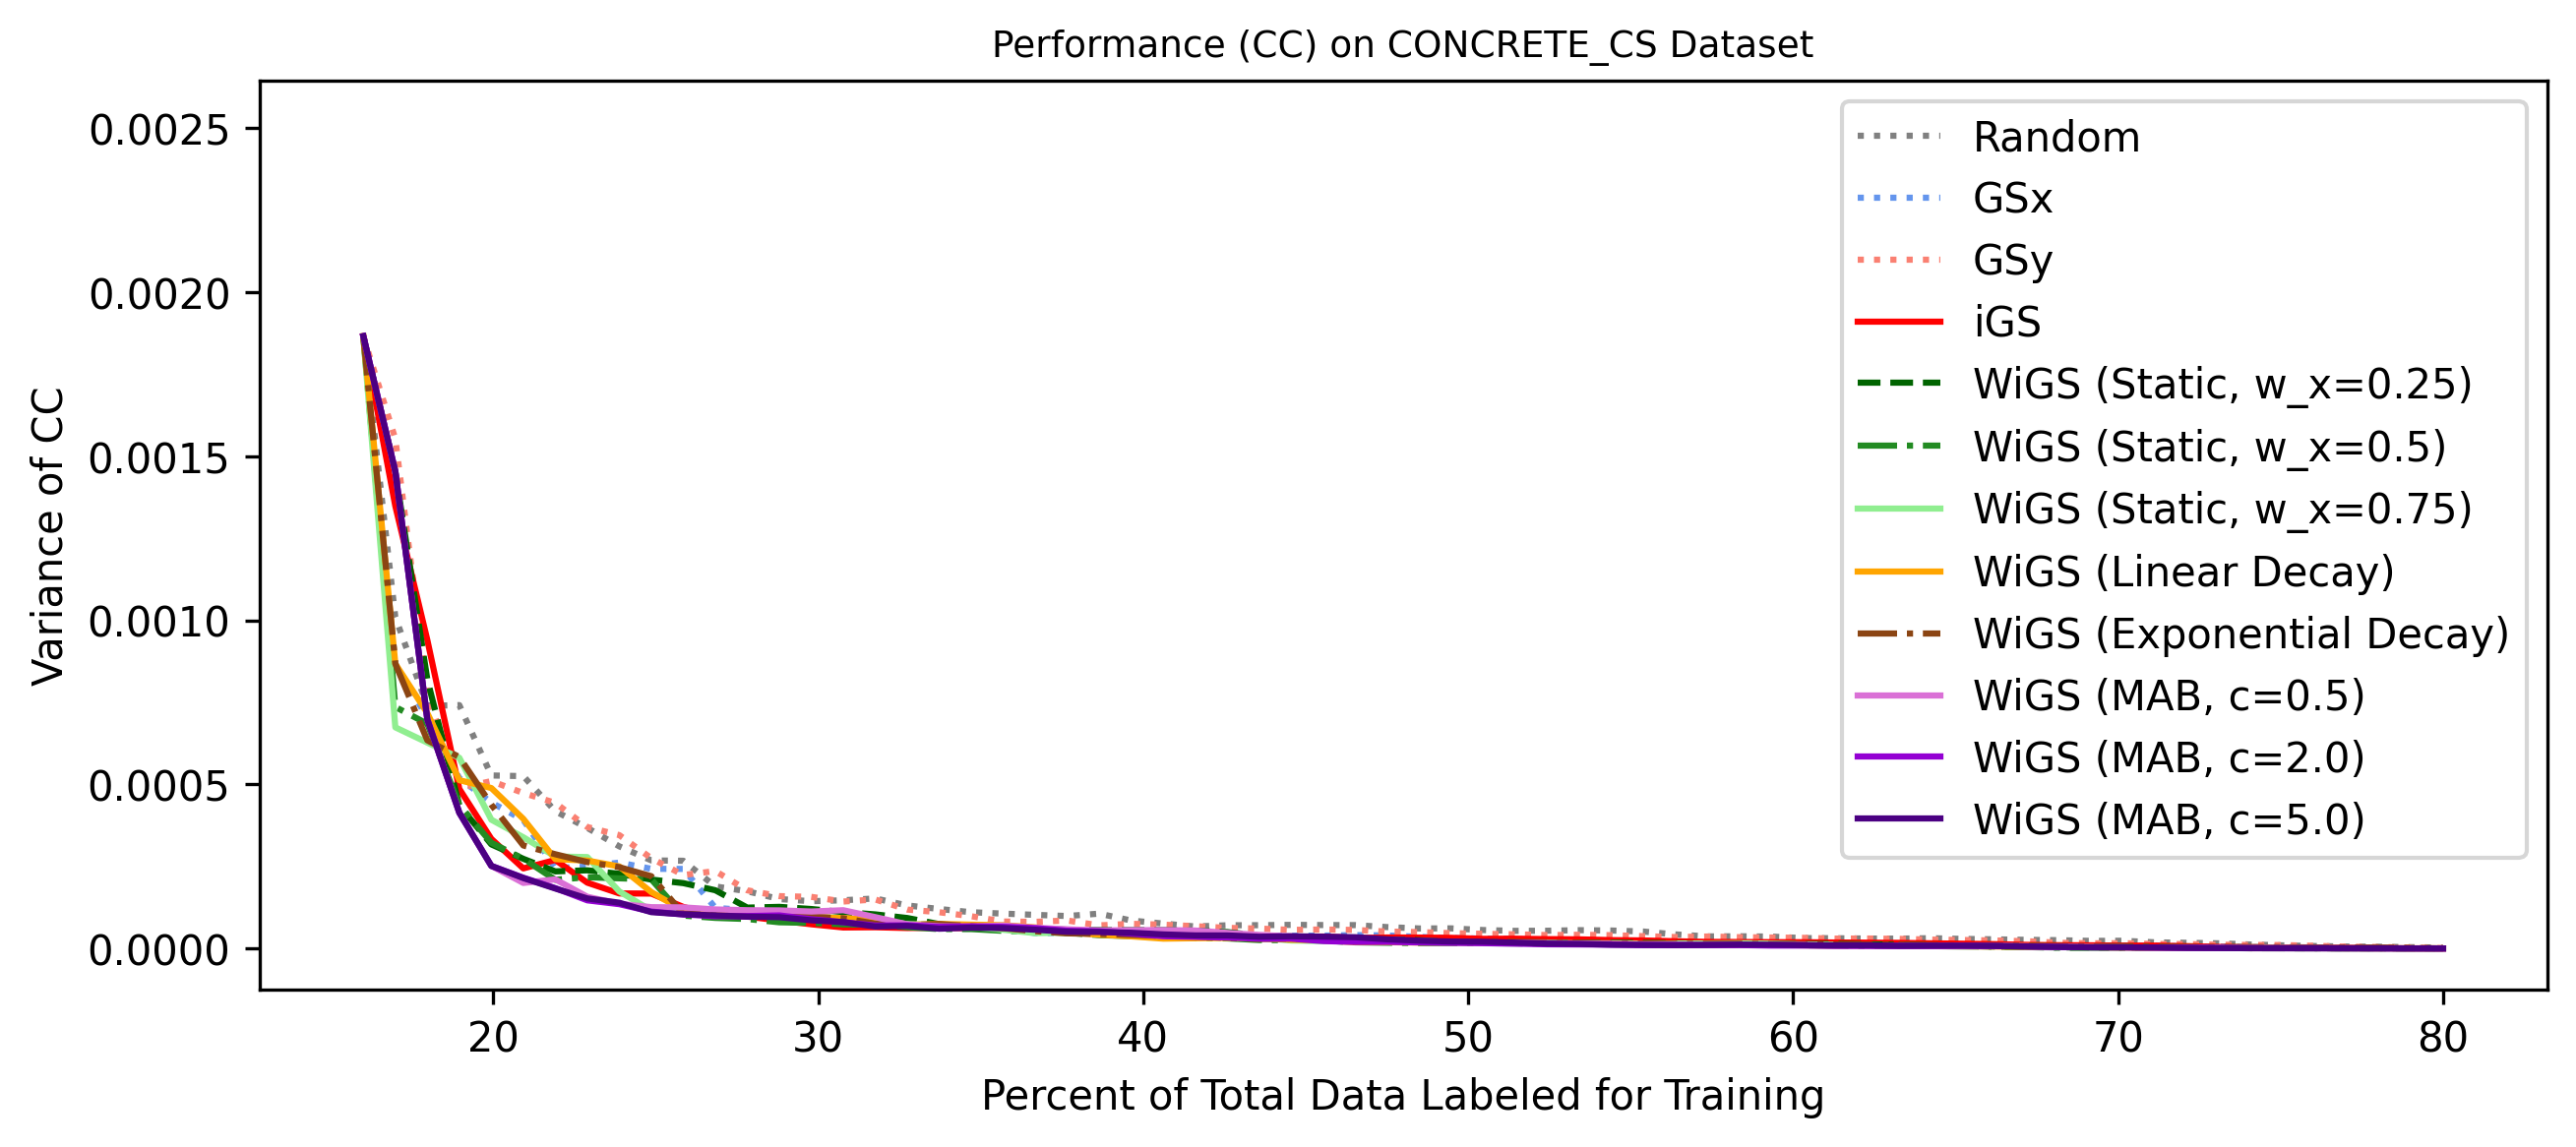 Performance (CC) on CONCRETE_CS Dataset
Variance of CC
0.0025
0.0020
0.0015
0.0010
0.0005
0.0000
Random
GSx
GSy
iGS
WiGS (Static, w_x=0.25)
WiGS (Static, w_x=0.5)
WiGS (Static, w_x=0.75)
WiGS (Linear Decay)
WiGS (Exponential Decay)
WiGS (MAB, c=0.5)
WiGS (MAB, c=2.0)
WiGS (MAB, c=5.0)
20 30 40 50 60 70 80
Percent of Total Data Labeled for Training